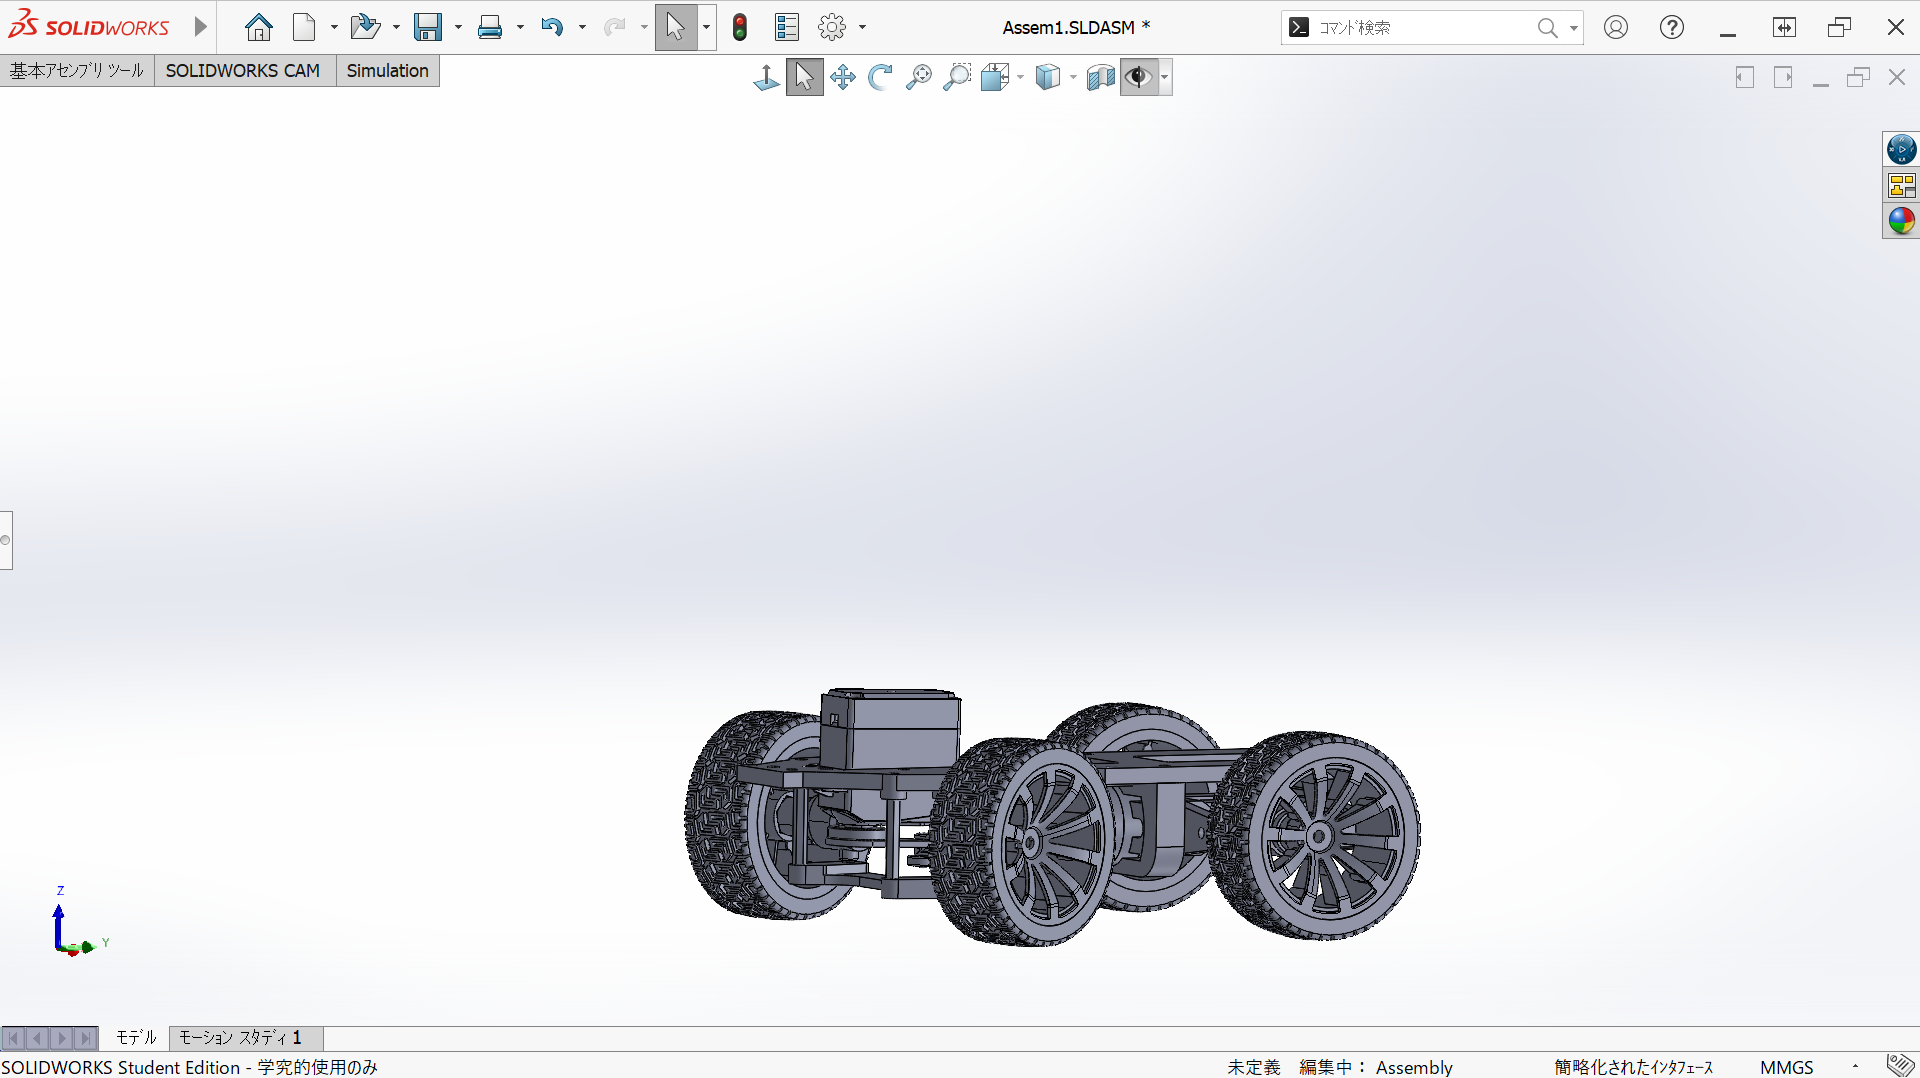 SOLIDWORKS
Assem1.SLDASM *
コマンド検索
基本アセンブリ ツール
SOLIDWORKS CAM
Simulation
Z
Y
モデル
モーション スタディ 1
SOLIDWORKS Student Edition - 学究的使用のみ
未定義
編集中： Assembly
簡略化されたインタフェース
MMGS